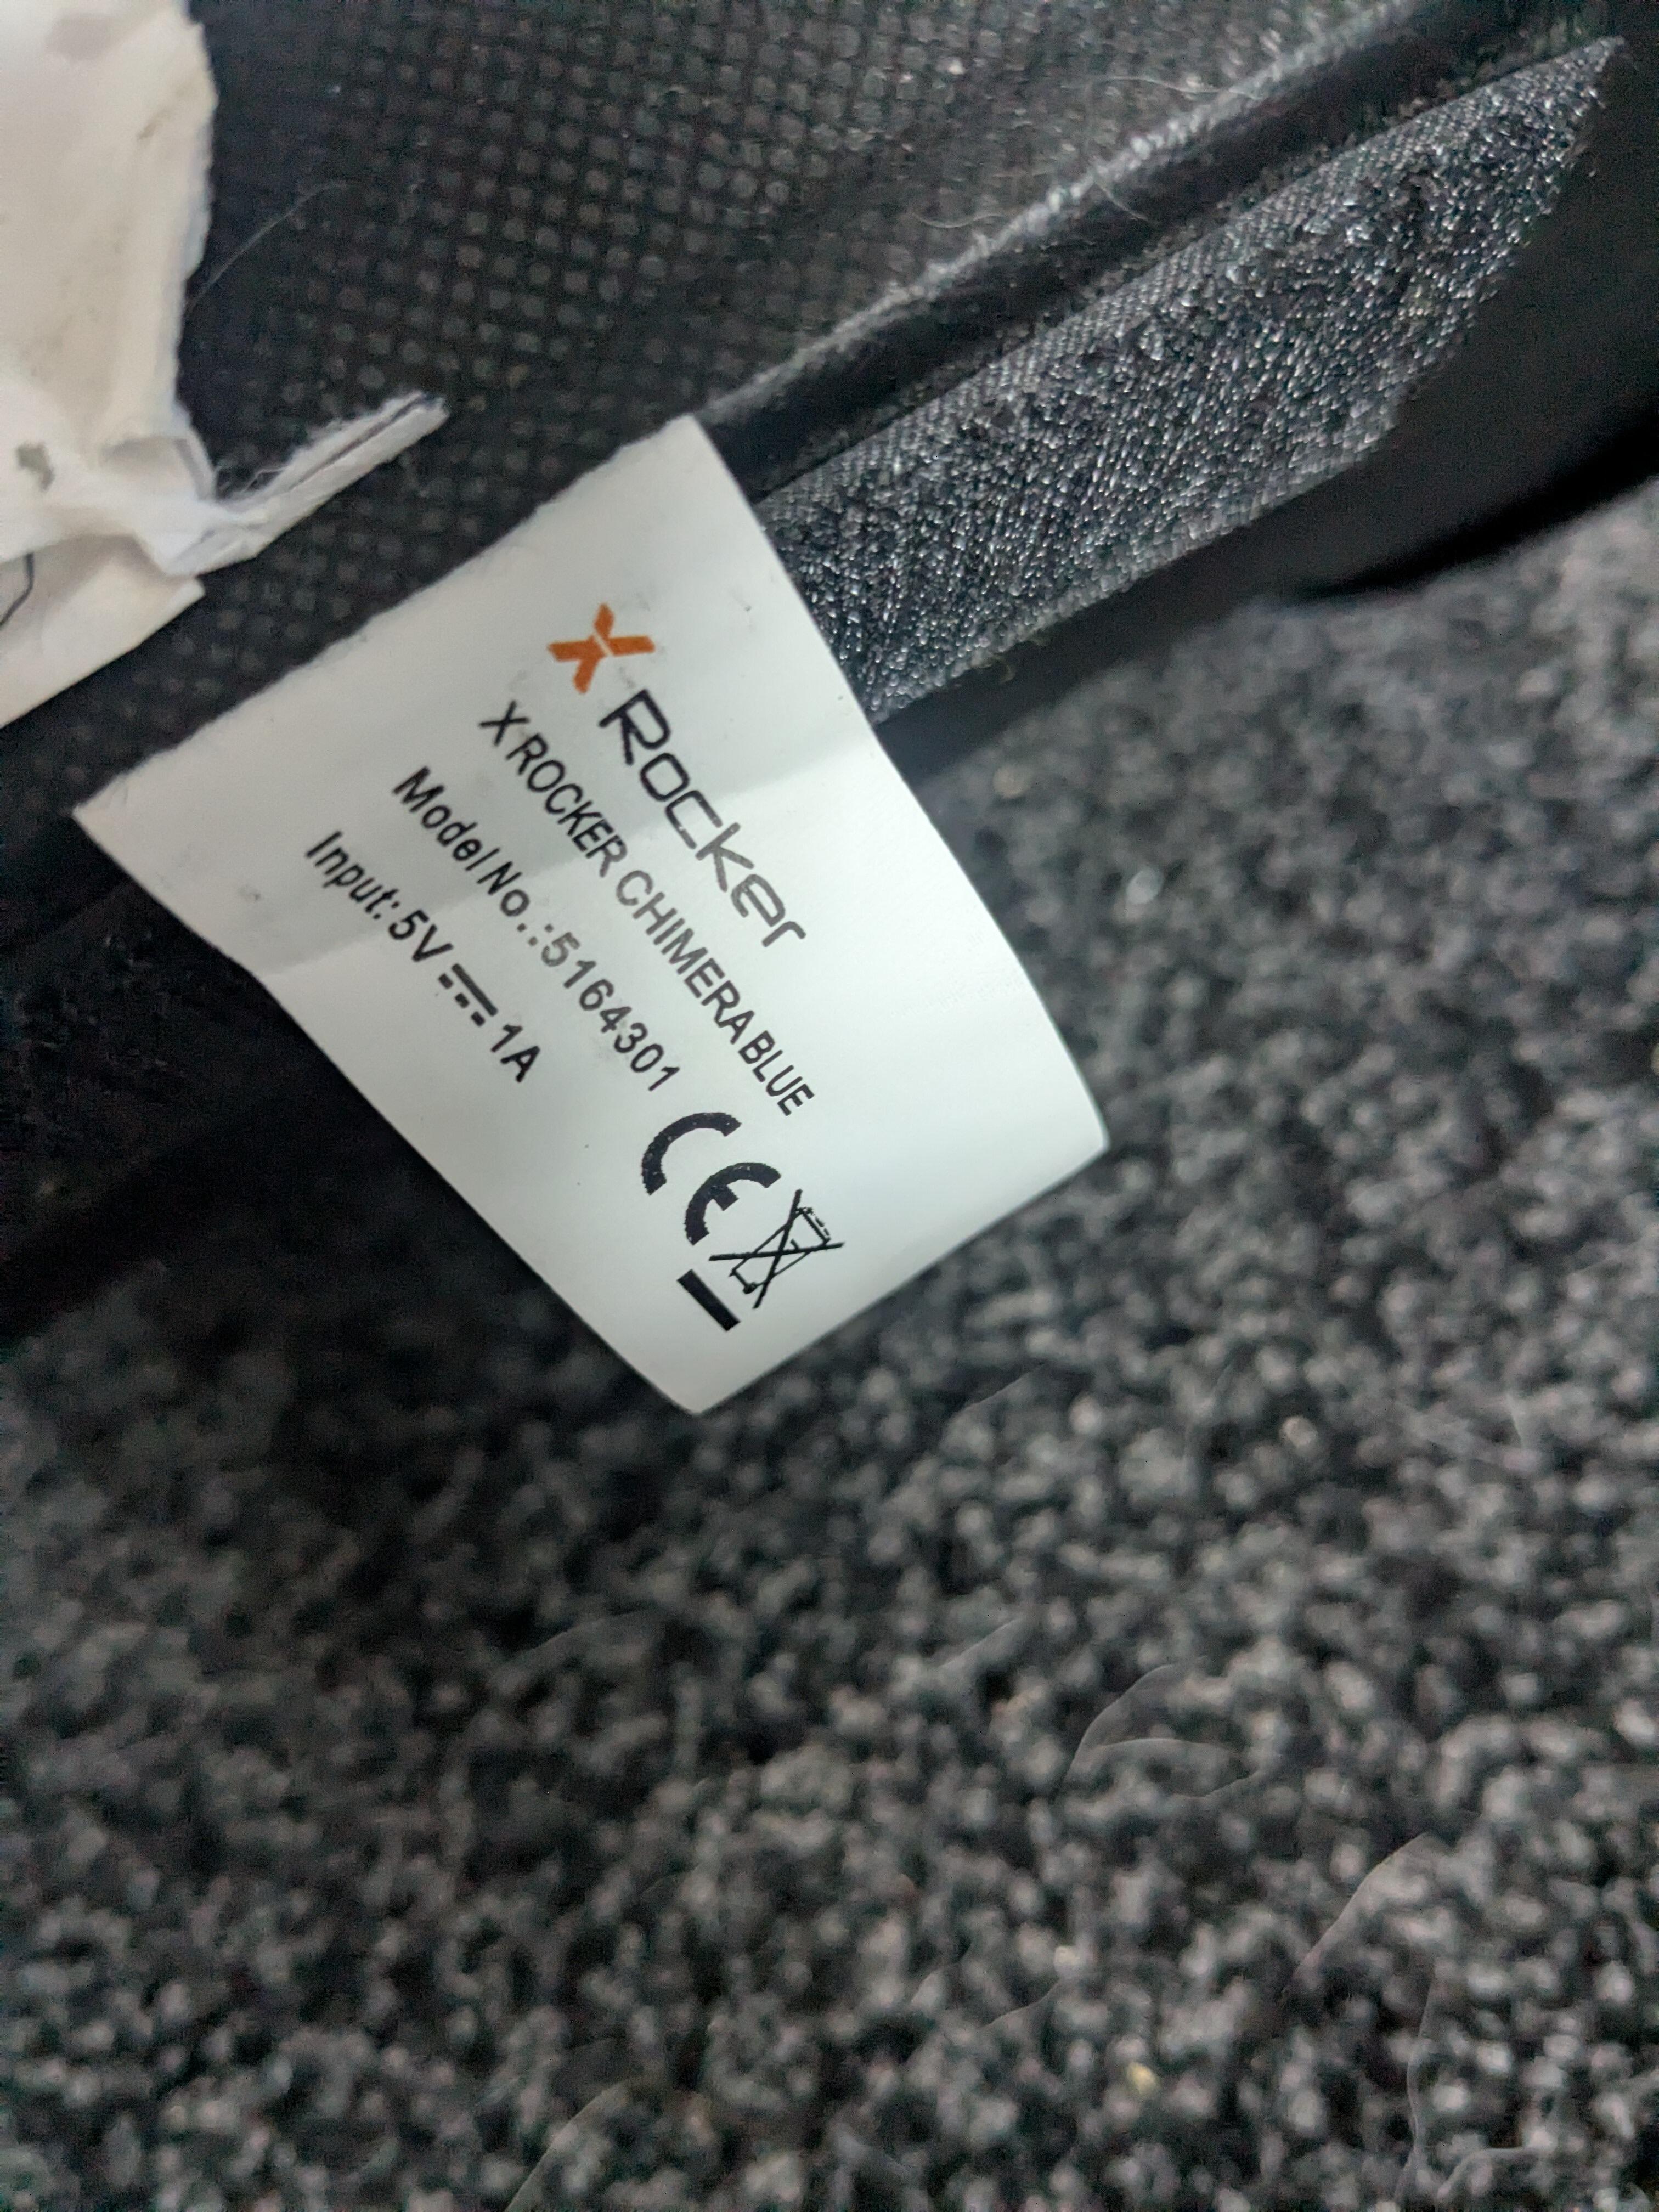 X Rocker
X ROCKER CHIMERA BLUE
Model No.:5164301
Input: 5V⎓1A
CE